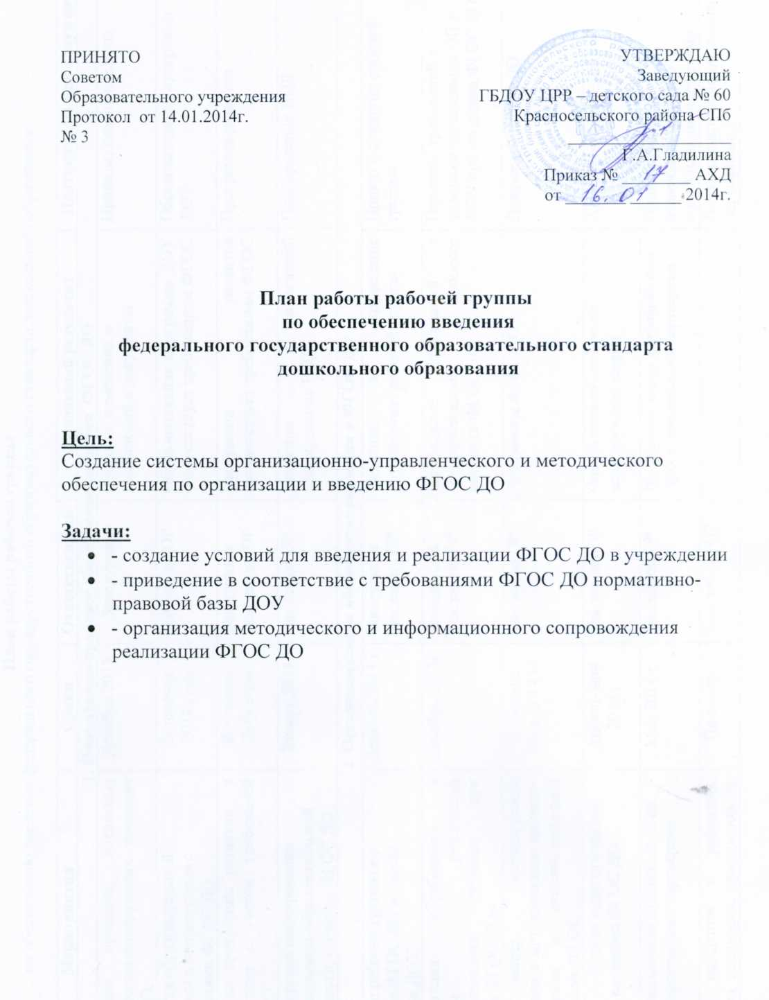 ПРИНЯТО
Советом
Образовательного учреждения
Протокол от 14.01.2014г.
№ 3
УТВЕРЖДАЮ
Заведующий
ГБДОУ ЦРР – детского сада № 60
Красносельского района СПб
Г.А.Гладилина
Приказ № 17 АХД
от 16. 01 2014г.
План работы рабочей группы
по обеспечению введения
федерального государственного образовательного стандарта
дошкольного образования
Цель:
Создание системы организационно-управленческого и методического
обеспечения по организации и введению ФГОС ДО
Задачи:
• - создание условий для введения и реализации ФГОС ДО в учреждении
• - приведение в соответствие с требованиями ФГОС ДО нормативно-
правовой базы ДОУ
• - организация методического и информационного сопровождения
реализации ФГОС ДО